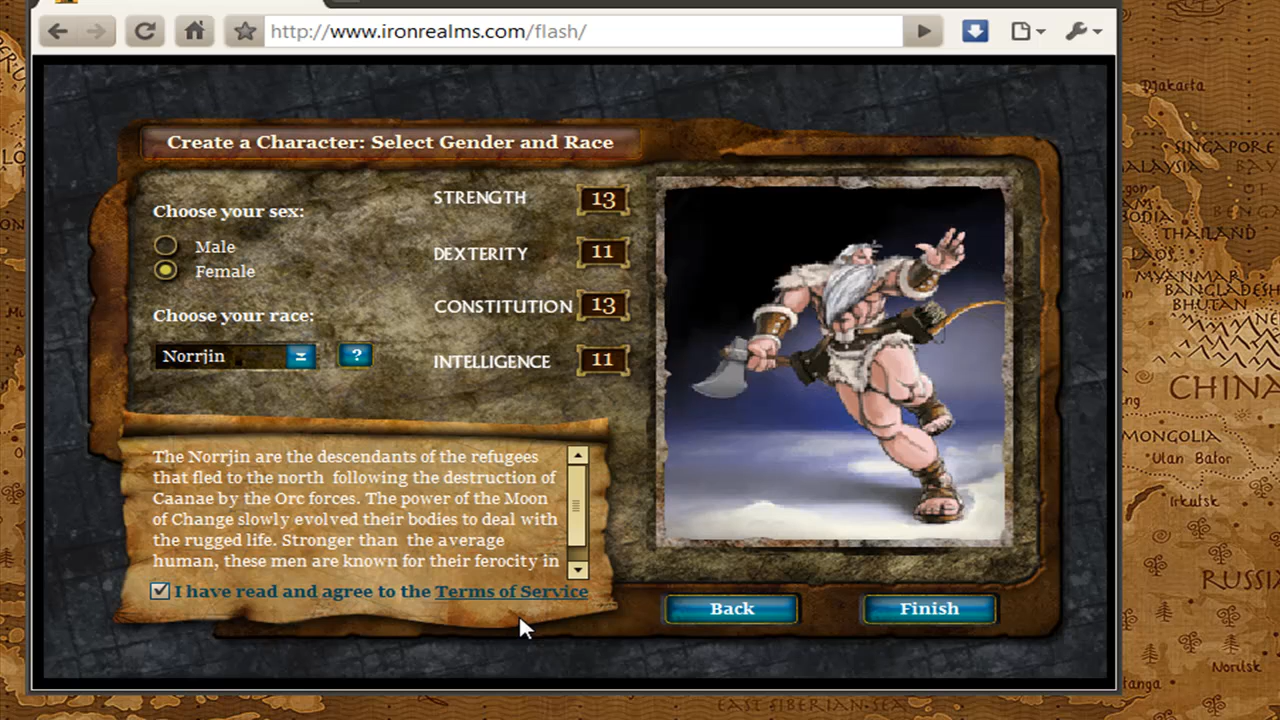 http://www.ironrealms.com/flash/
Create a Character: Select Gender and Race
Choose your sex:
Male
Female
Choose your race:
Norrjin
?
STRENGTH 13
DEXTERITY 11
CONSTITUTION 13
INTELLIGENCE 11
The Norrjin are the descendants of the refugees
that fled to the north following the destruction of
Caanae by the Orc forces. The power of the Moon
of Change slowly evolved their bodies to deal with
the rugged life. Stronger than the average
human, these men are known for their ferocity in
I have read and agree to the Terms of Service
Back
Finish
Djakarta
SINGAPORE
MALAYSIA
THAILAND
LAOS
MYANMAR
BANGLADESH
BHUTAN
CHINA
MONGOLIA
Ulan Bator
Irkutsk
RUSSIA
Norilsk
EAST SIBERIAN SEA